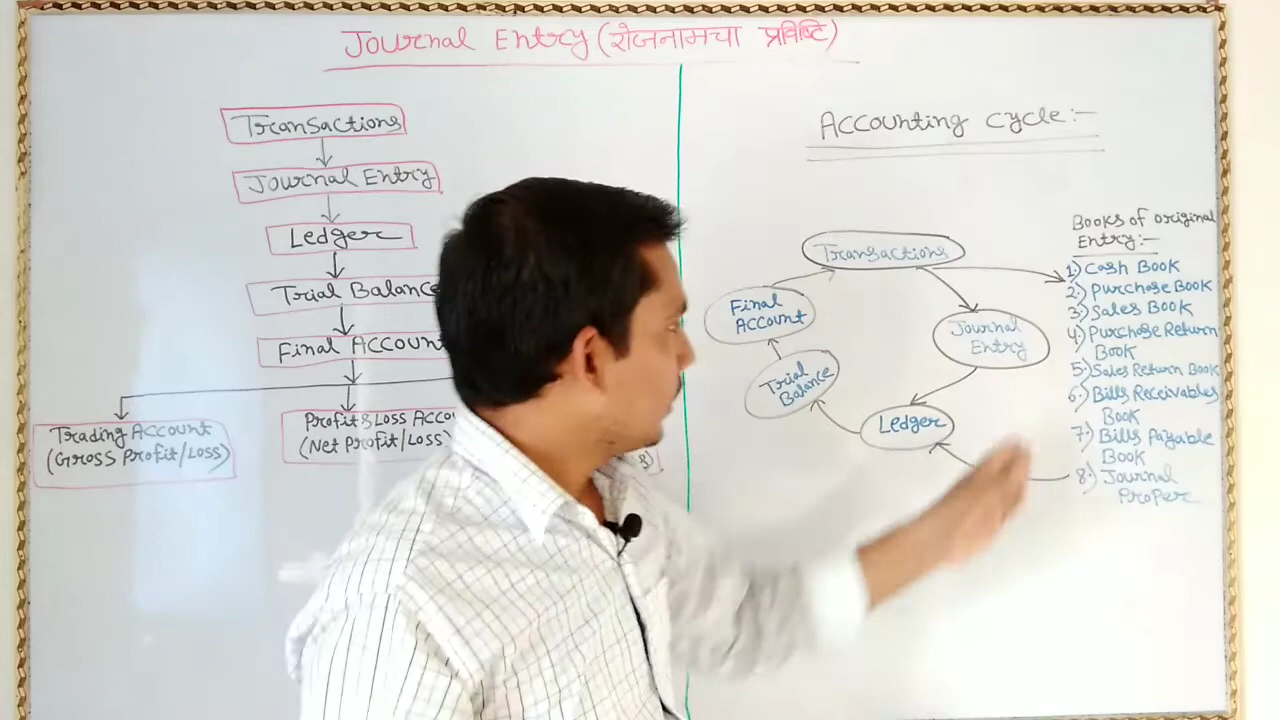 Journal Entry (रोजनामचा प्रविष्टि)
Transactions
Journal Entry
Ledger
Trial Balance
Final Account
Trading Account
(Gross Profit/Loss)
Profit & Loss Acco
(Net Profit/Loss)
Accounting cycle:-
Transactions
Journal
Entry
Ledger
Trial
Balance
Final
Account
Books of original
Entry:-
1.) Cash Book
2.) Purchase Book
3.) Sales Book
4.) Purchase Return
Book
5.) Sales Return Book
6.) Bills Receivables
Book
7.) Bills Payable
Book
8.) Journal
Proper